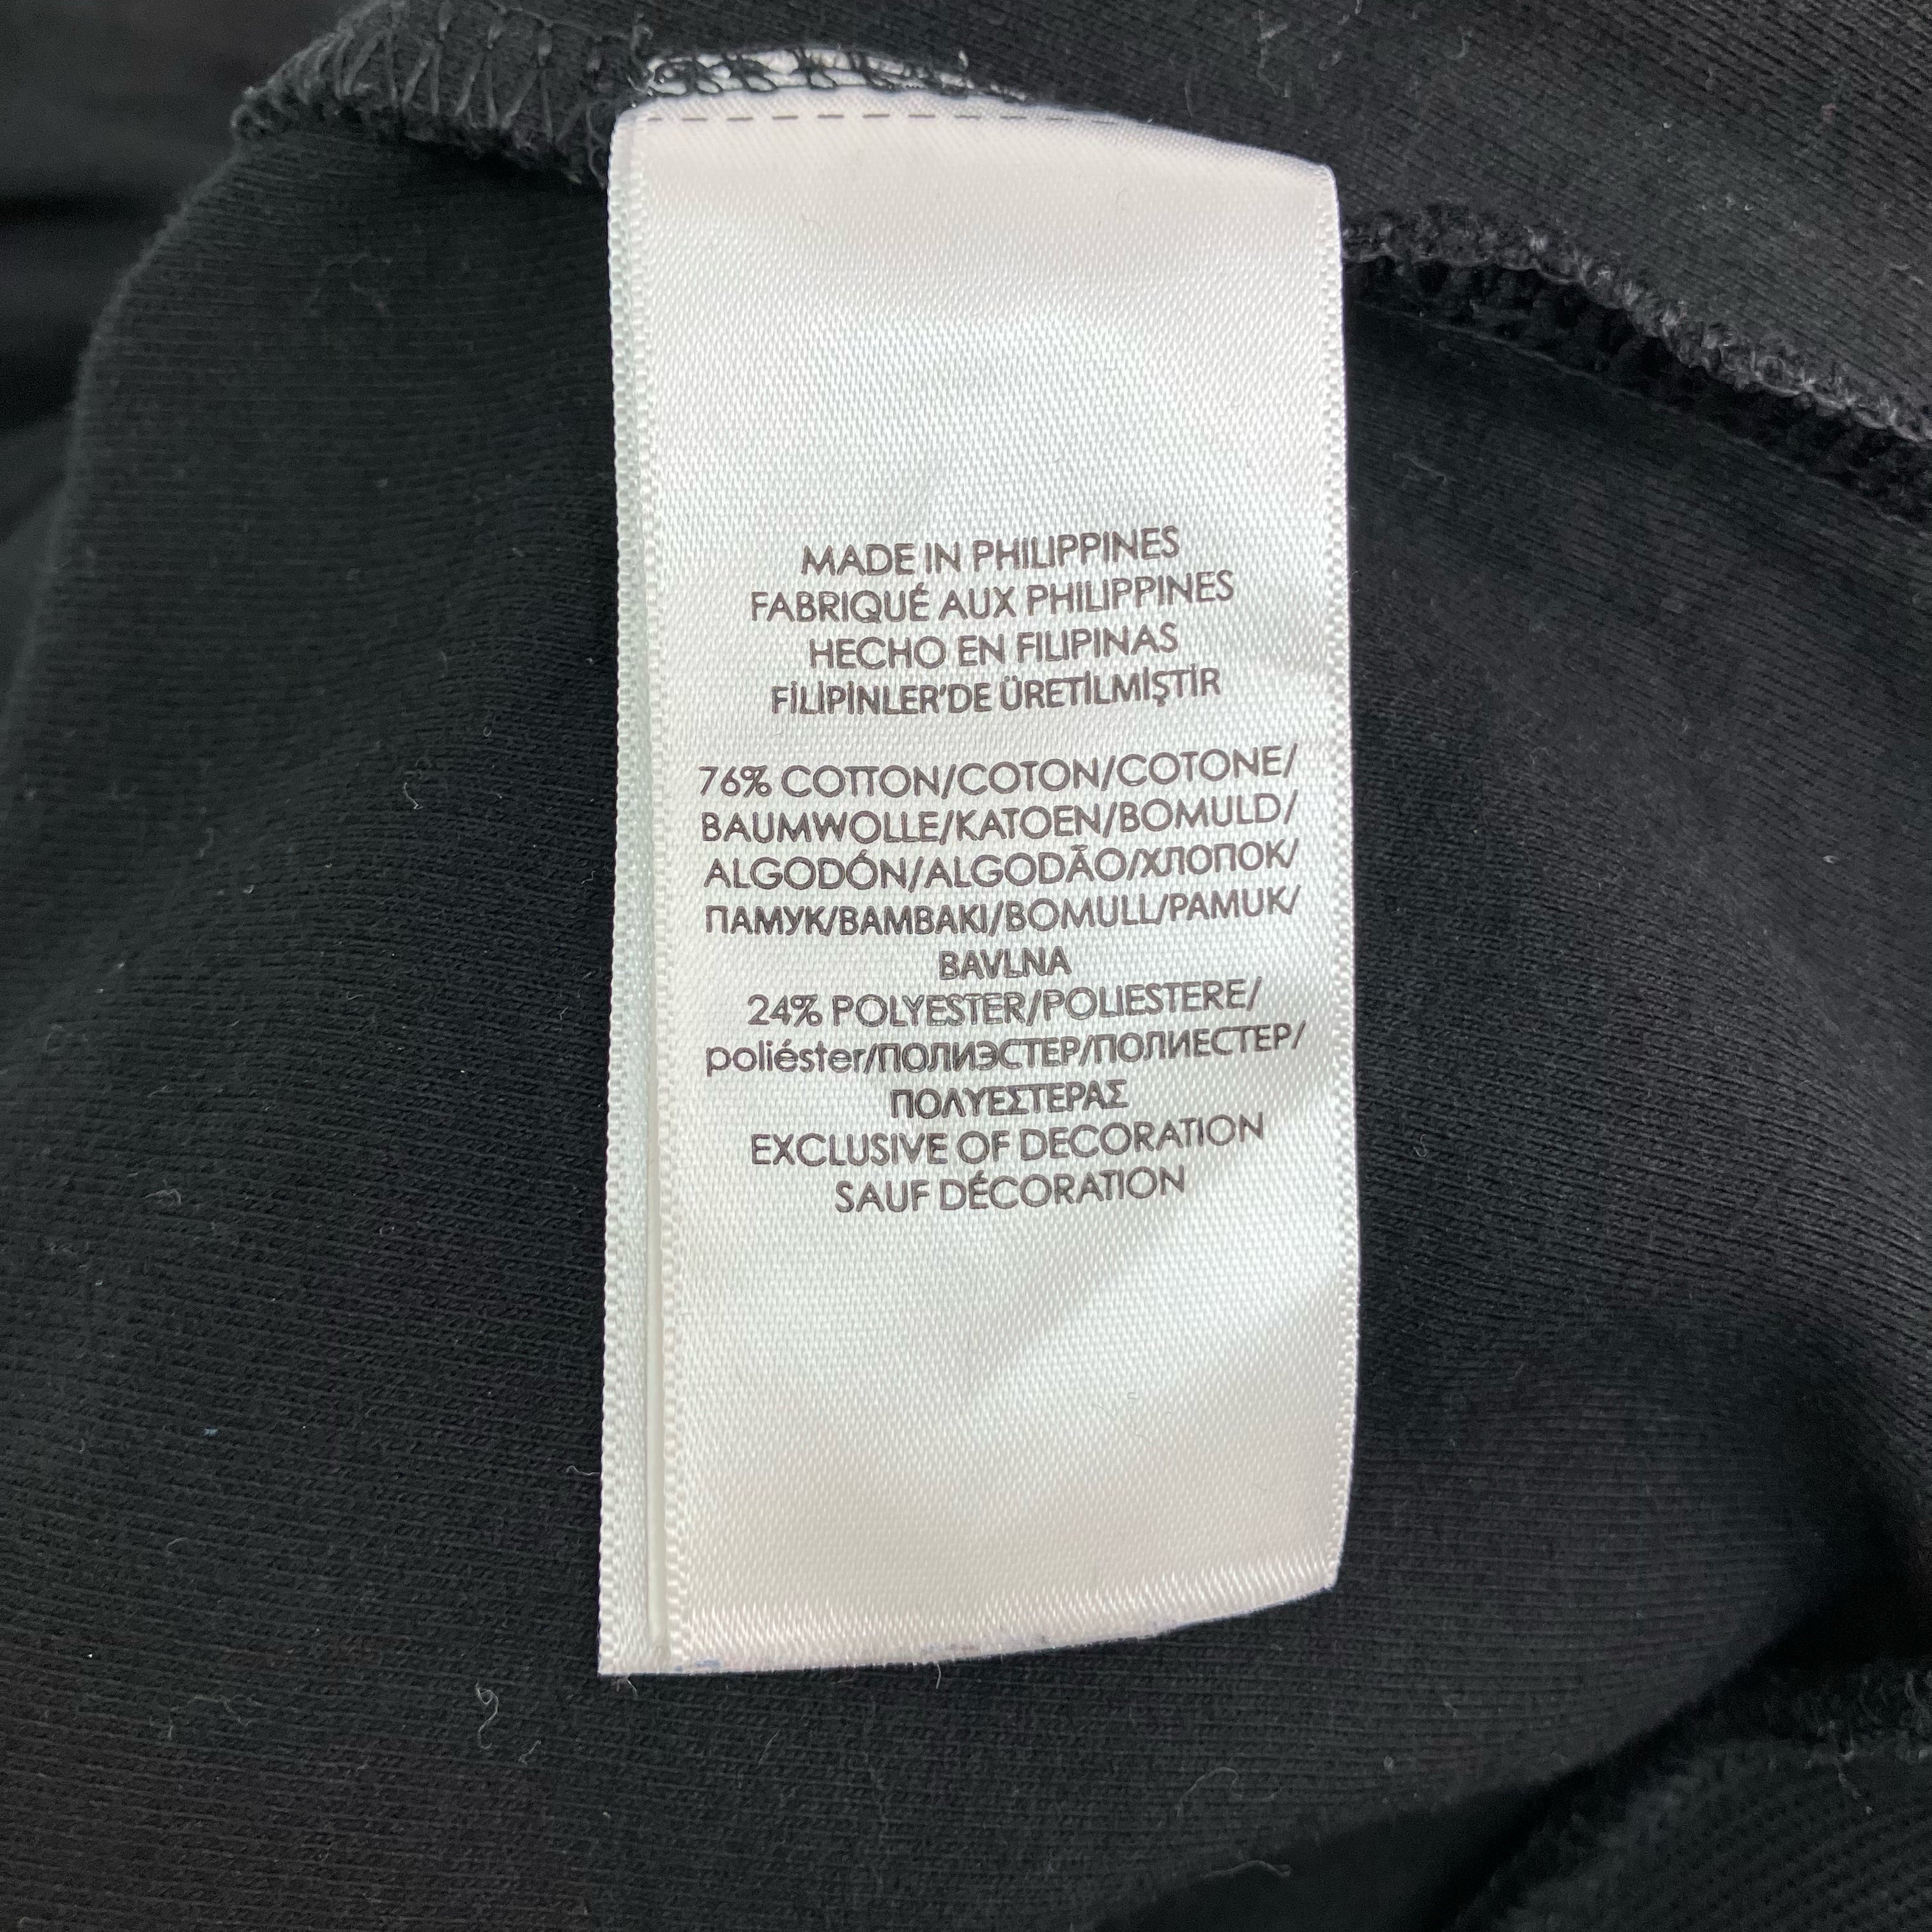 MADE IN PHILIPPINES
FABRIQUÉ AUX PHILIPPINES
HECHO EN FILIPINAS
FİLİPİNLER'DE ÜRETİLMİŞTİR
76% COTTON/COTON/COTONE/
BAUMWOLLE/KATOEN/BOMULD/
ALGODÓN/ALGODÃO/ХЛОПОК/
ПАМУК/ΒΑΜΒΑΚΙ/BOMULL/PAMUK/
BAVLNA
24% POLYESTER/POLIESTERE/
poliéster/ПОЛИЭСТЕР/ПОЛИЕСТЕР/
ΠΟΛΥΕΣΤΕΡΑΣ
EXCLUSIVE OF DECORATION
SAUF DÉCORATION